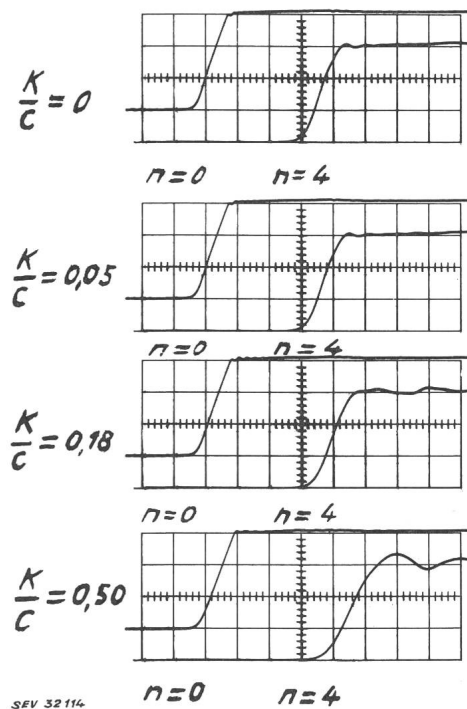 K/C = 0
n=0 n=4
K/C = 0,05
n=0 n=4
K/C = 0,18
n=0 n=4
K/C = 0,50
n=0 n=4
SEV 32114